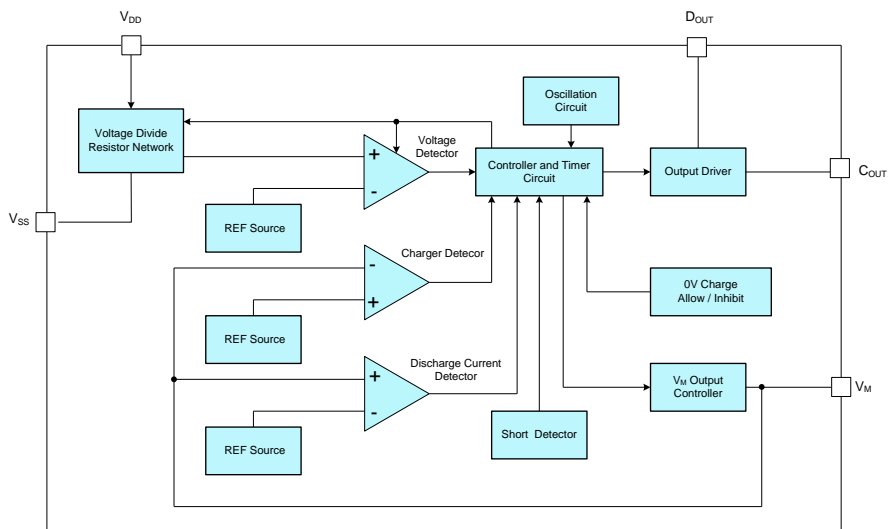 VDD
DOUT
Oscillation
Circuit
Voltage Divide
Resistor Network
Voltage
Detector
+
-
Controller and Timer
Circuit
Output Driver
COUT
VSS
REF Source
Charger Detecor
-
+
0V Charge
Allow / Inhibit
REF Source
Discharge Current
Detector
+
-
VM Output
Controller
VM
Short Detector
REF Source